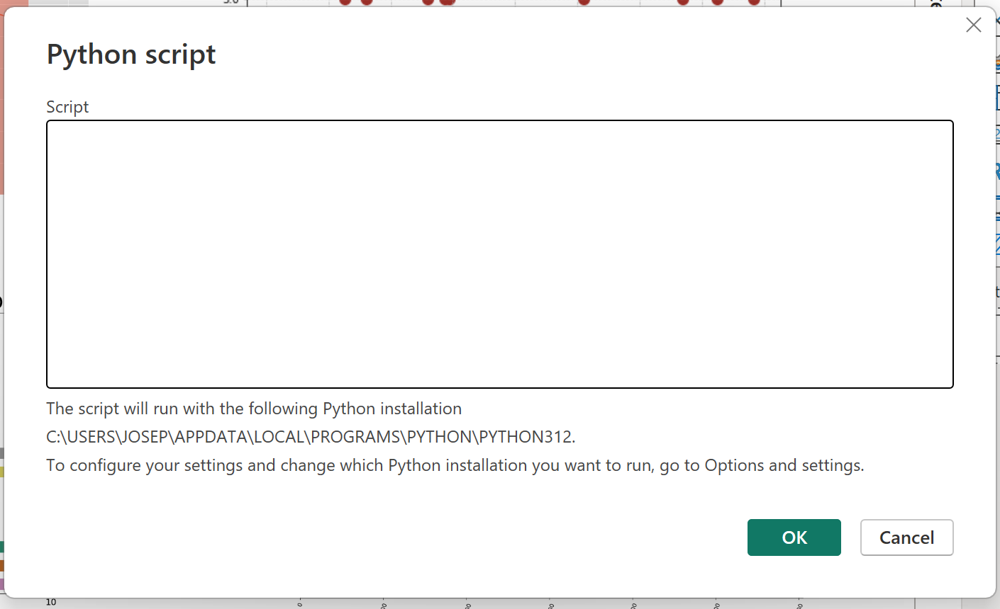 Python script
Script
The script will run with the following Python installation
C:\USERS\JOSEP\APPDATA\LOCAL\PROGRAMS\PYTHON\PYTHON312.
To configure your settings and change which Python installation you want to run, go to Options and settings.
OK
Cancel
10